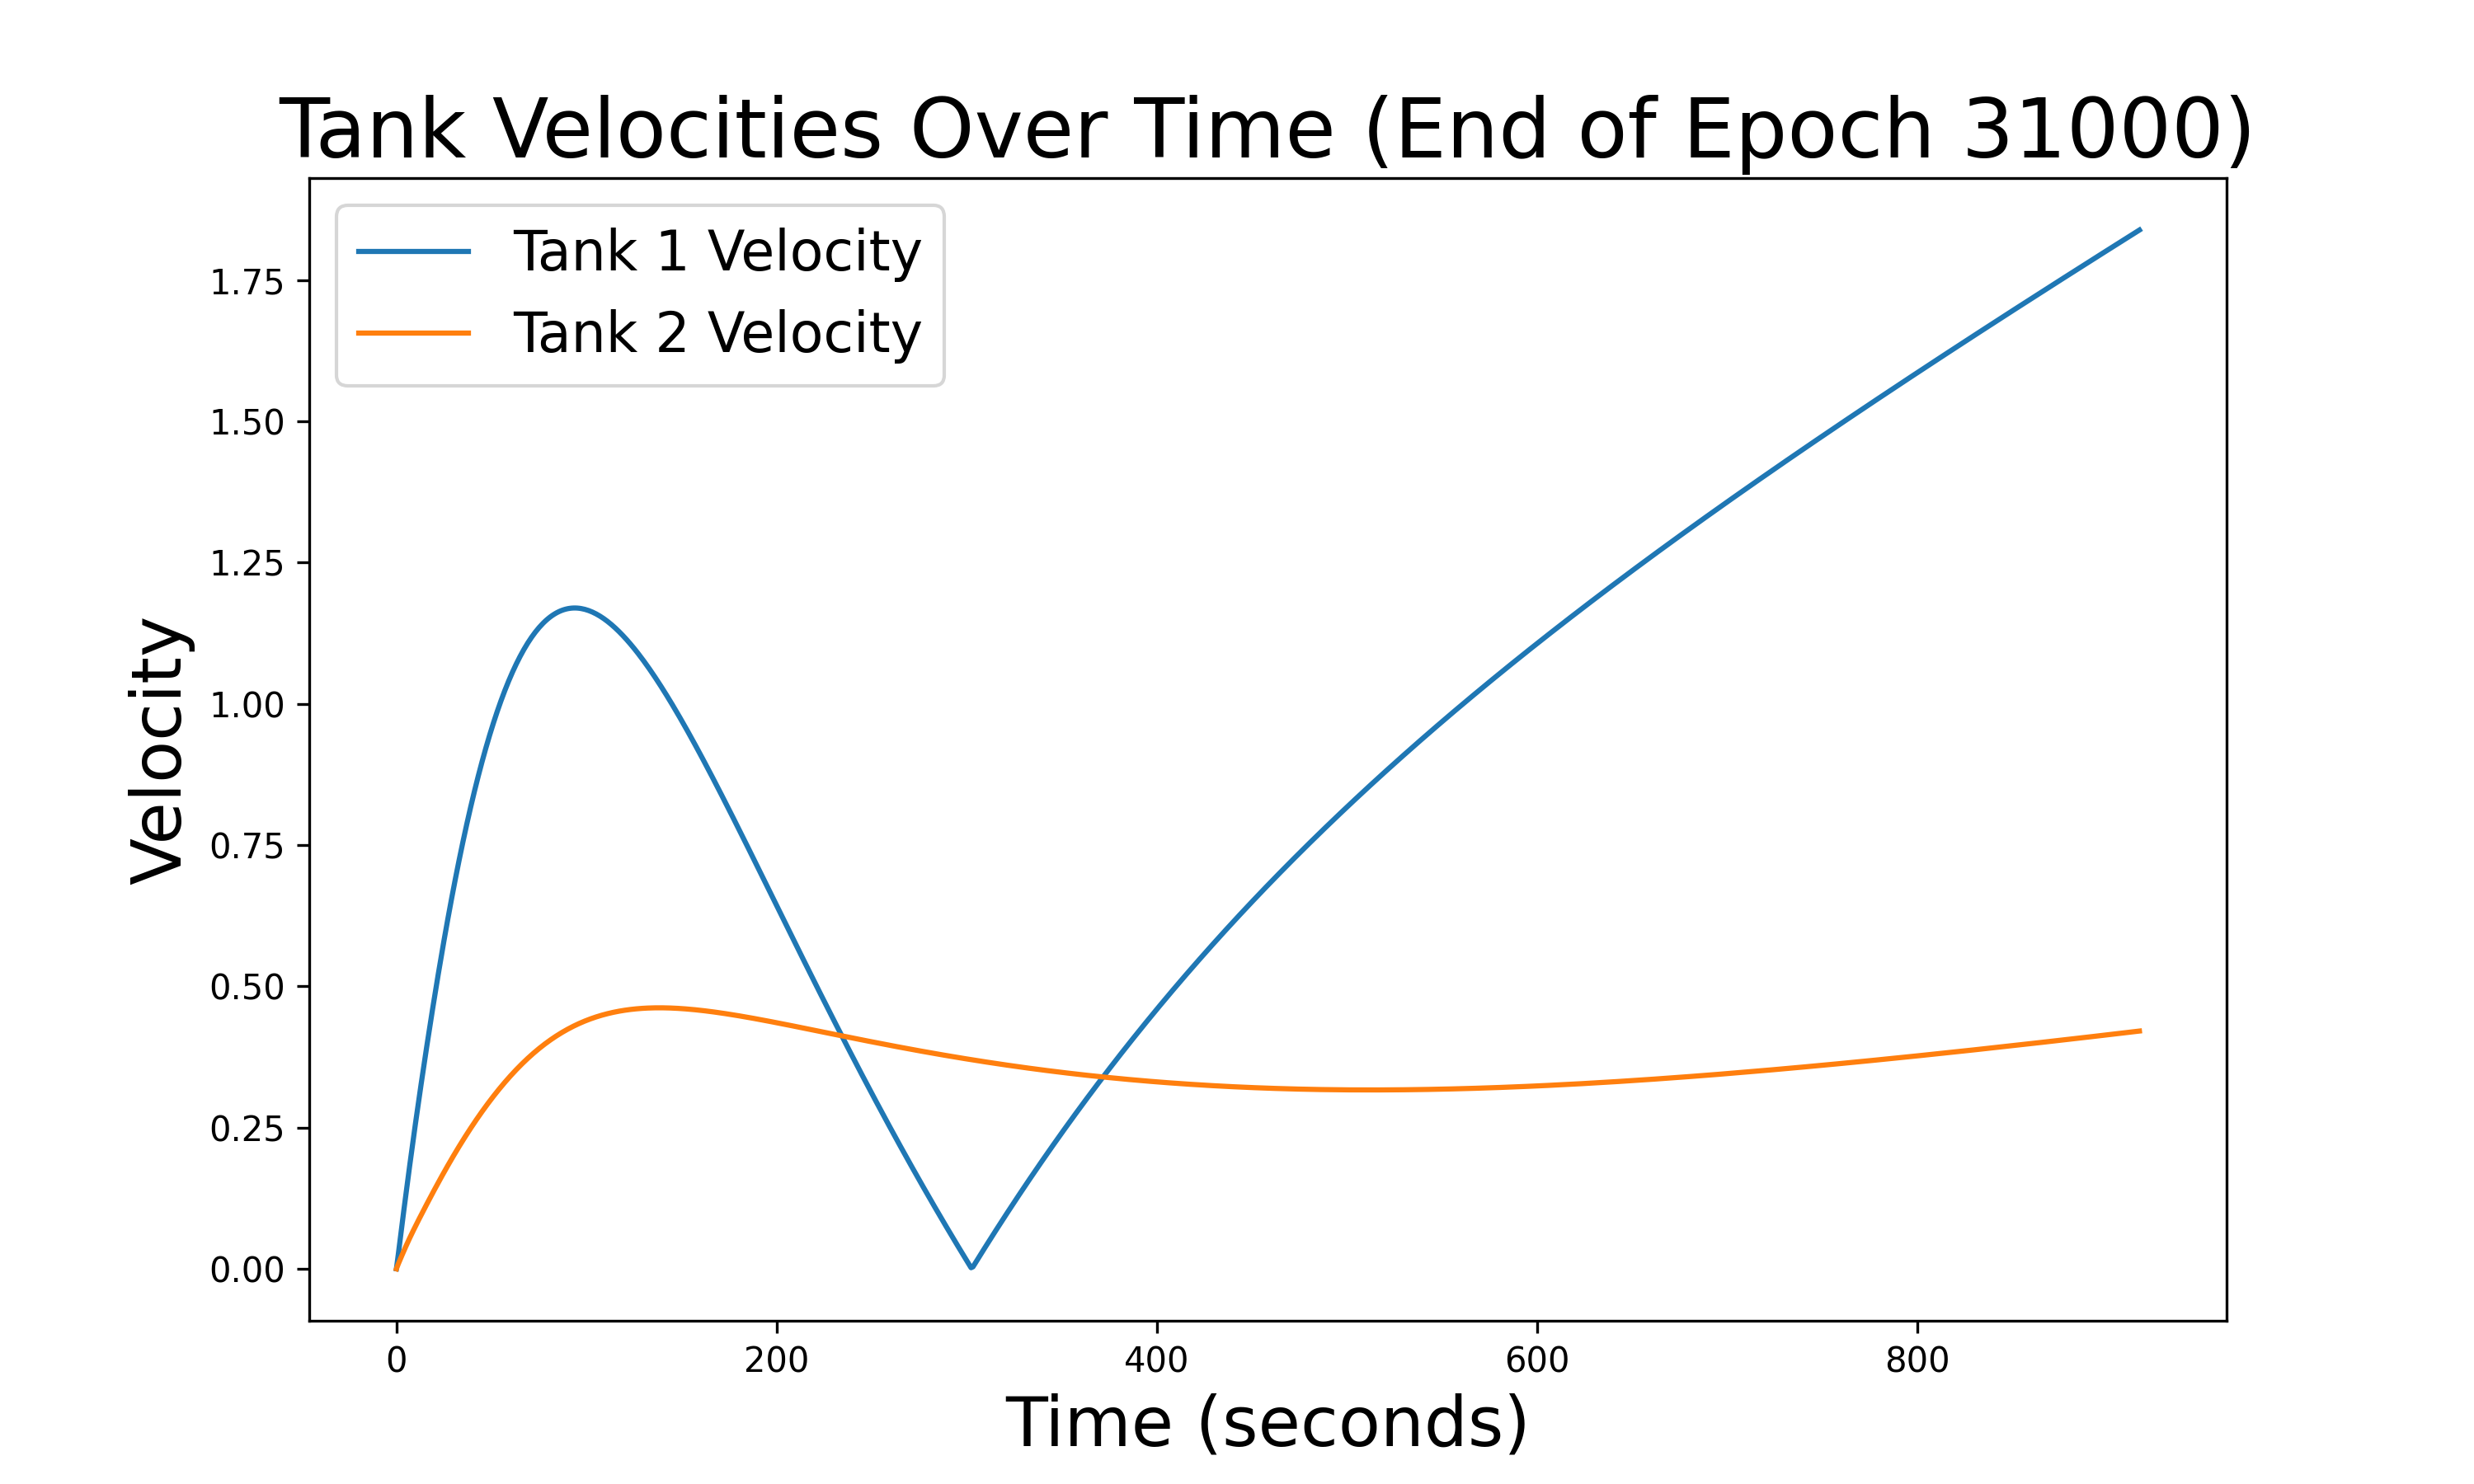 Tank Velocities Over Time (End of Epoch 31000)
Tank 1 Velocity
Tank 2 Velocity
Velocity
1.75
1.50
1.25
1.00
0.75
0.50
0.25
0.00
0 200 400 600 800
Time (seconds)